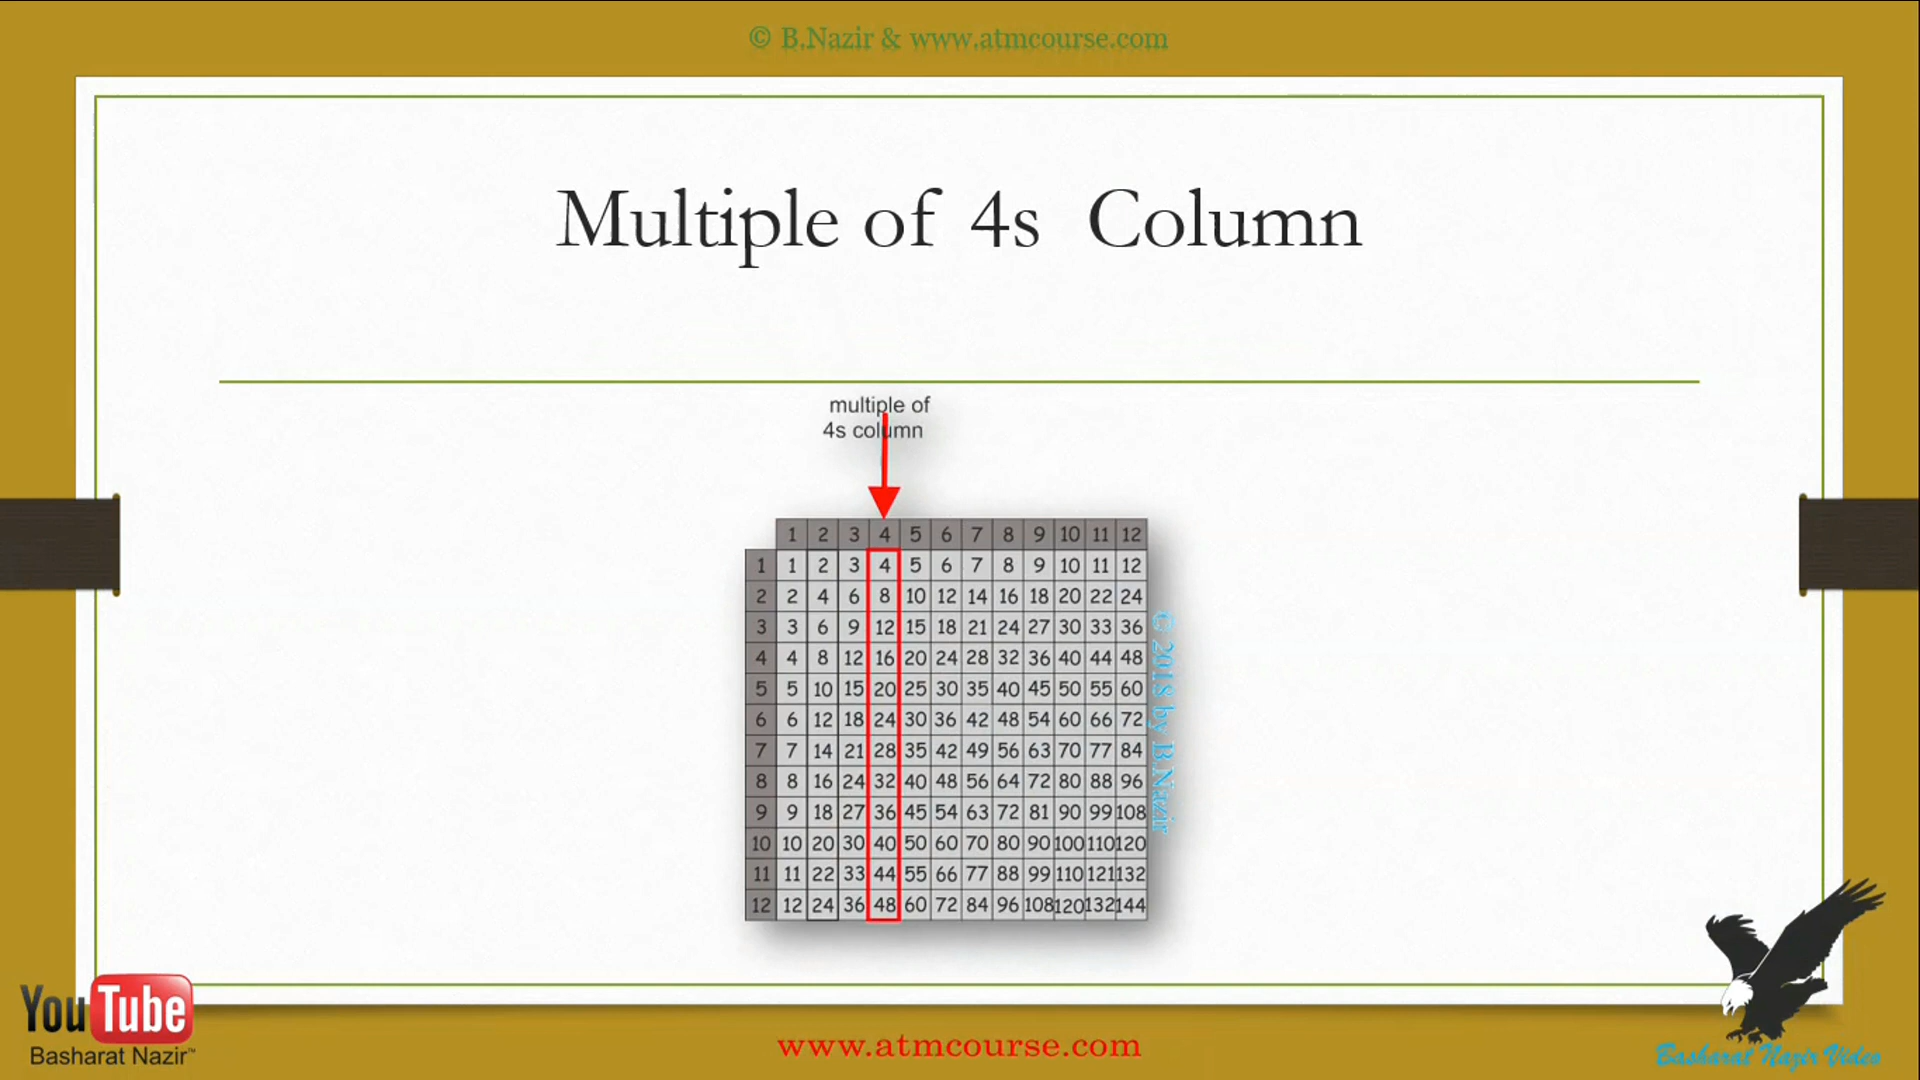 © B.Nazir & www.atmcourse.com
Multiple of 4s Column
multiple of
4s column
1 2 3 4 5 6 7 8 9 10 11 12
1 1 2 3 4 5 6 7 8 9 10 11 12
2 2 4 6 8 10 12 14 16 18 20 22 24
3 3 6 9 12 15 18 21 24 27 30 33 36
4 4 8 12 16 20 24 28 32 36 40 44 48
5 5 10 15 20 25 30 35 40 45 50 55 60
6 6 12 18 24 30 36 42 48 54 60 66 72
7 7 14 21 28 35 42 49 56 63 70 77 84
8 8 16 24 32 40 48 56 64 72 80 88 96
9 9 18 27 36 45 54 63 72 81 90 99 108
10 10 20 30 40 50 60 70 80 90 100 110 120
11 11 22 33 44 55 66 77 88 99 110 121 132
12 12 24 36 48 60 72 84 96 108 120 132 144
© 2018 by B.Nazir
YouTube
Basharat Nazir™
www.atmcourse.com
Basharat Nazir Video